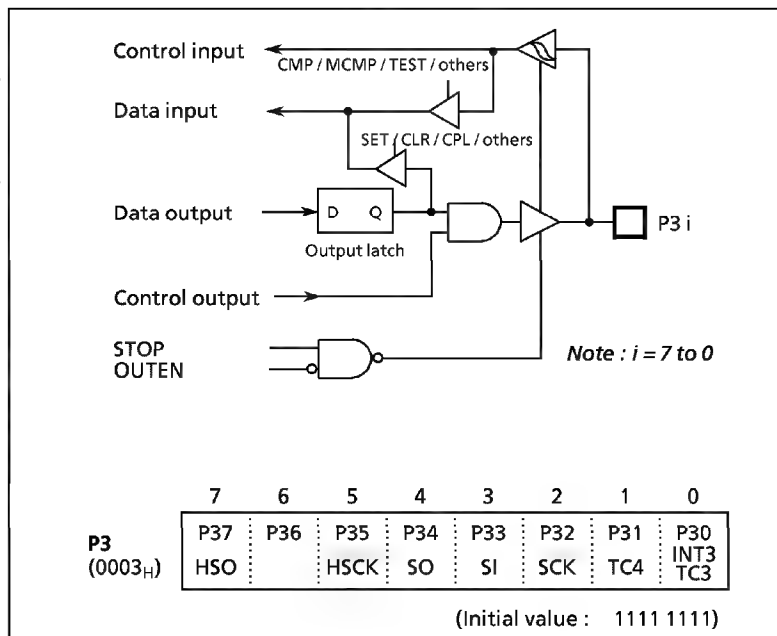 Control input
CMP / MCMP / TEST / others
Data input
SET / CLR / CPL / others
Data output
D Q
P3 i
Output latch
Control output
STOP
OUTEN
Note : i = 7 to 0
7 6 5 4 3 2 1 0
P3
(0003H)
P37 P36 P35 P34 P33 P32 P31 P30
HSO HSCK SO SI SCK TC4 INT3
TC3
(Initial value : 1111 1111)